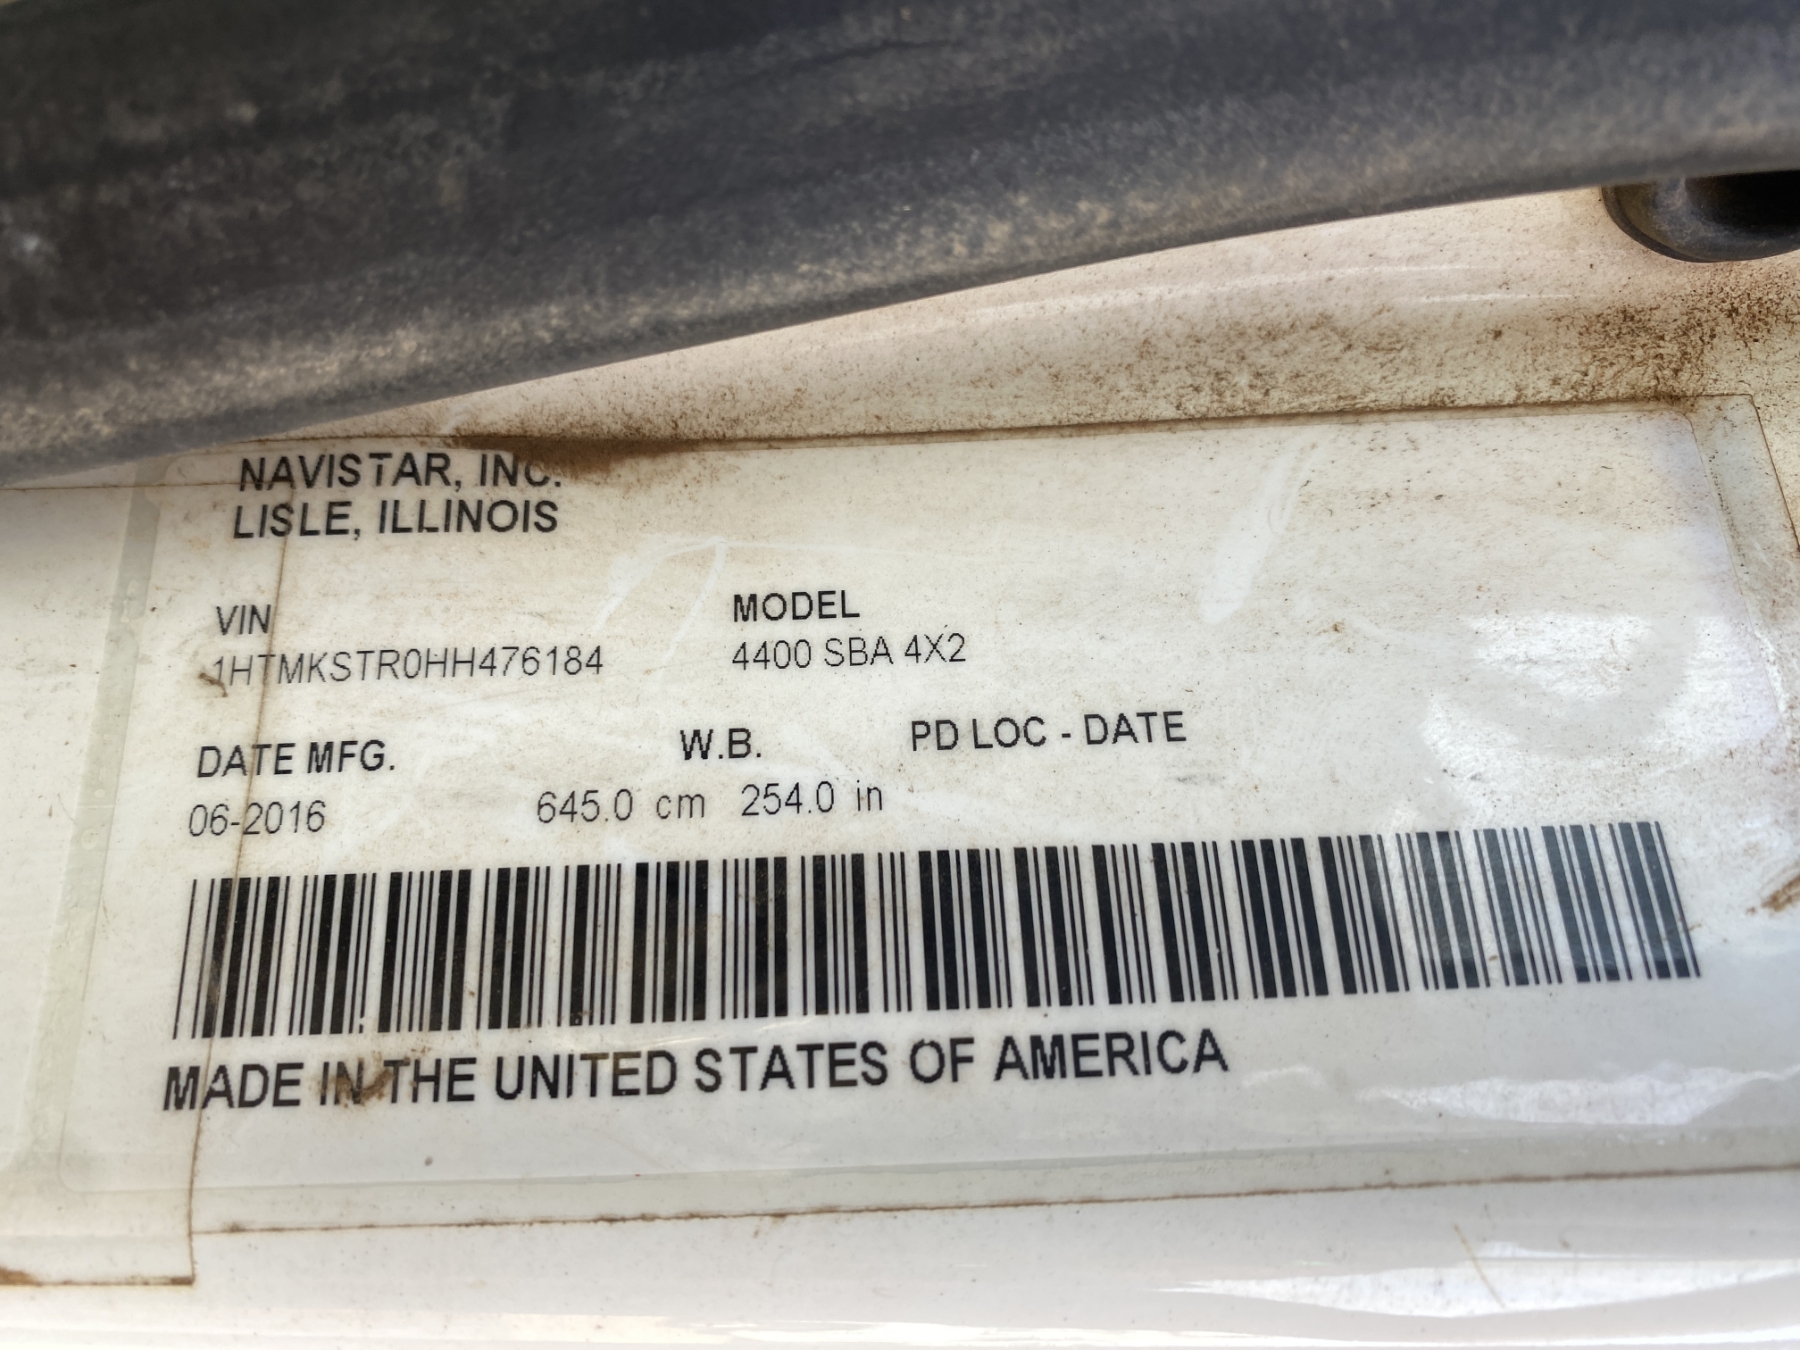 NAVISTAR, INC.
LISLE, ILLINOIS
VIN
1HTMKSTR0HH476184
MODEL
4400 SBA 4X2
DATE MFG.
06-2016
W.B.
645.0 cm 254.0 in
PD LOC - DATE
MADE IN THE UNITED STATES OF AMERICA